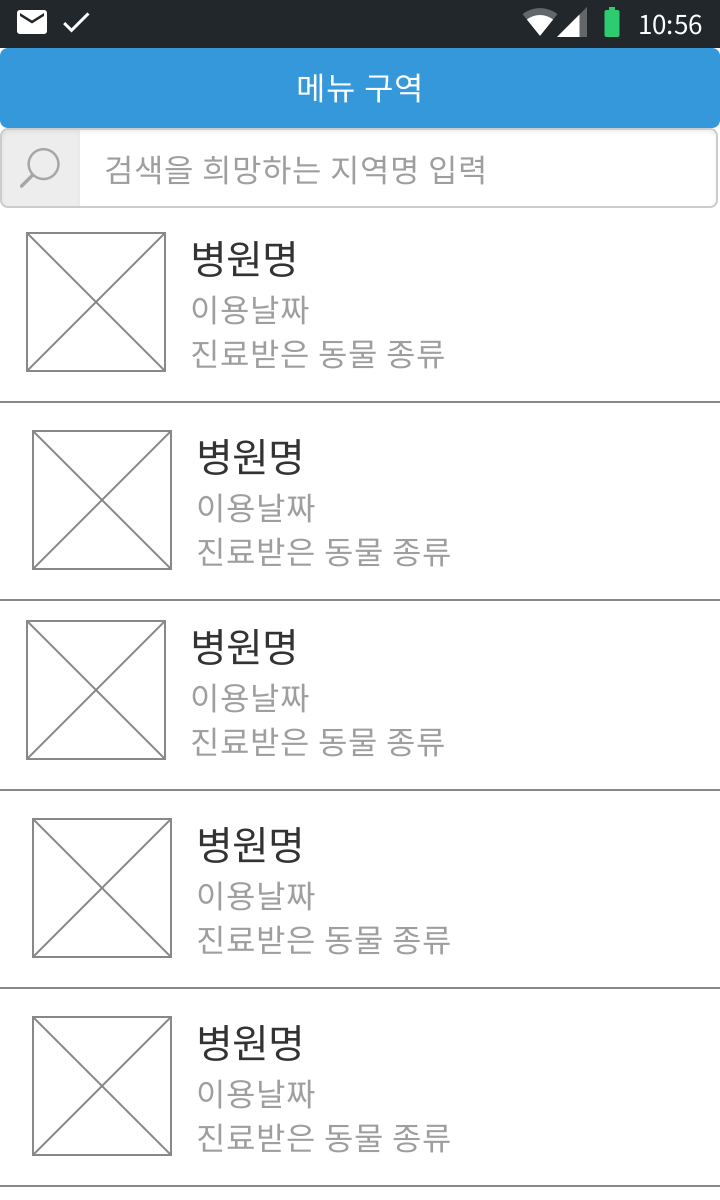 10:56
메뉴 구역
검색을 희망하는 지역명 입력
병원명
이용날짜
진료받은 동물 종류
병원명
이용날짜
진료받은 동물 종류
병원명
이용날짜
진료받은 동물 종류
병원명
이용날짜
진료받은 동물 종류
병원명
이용날짜
진료받은 동물 종류